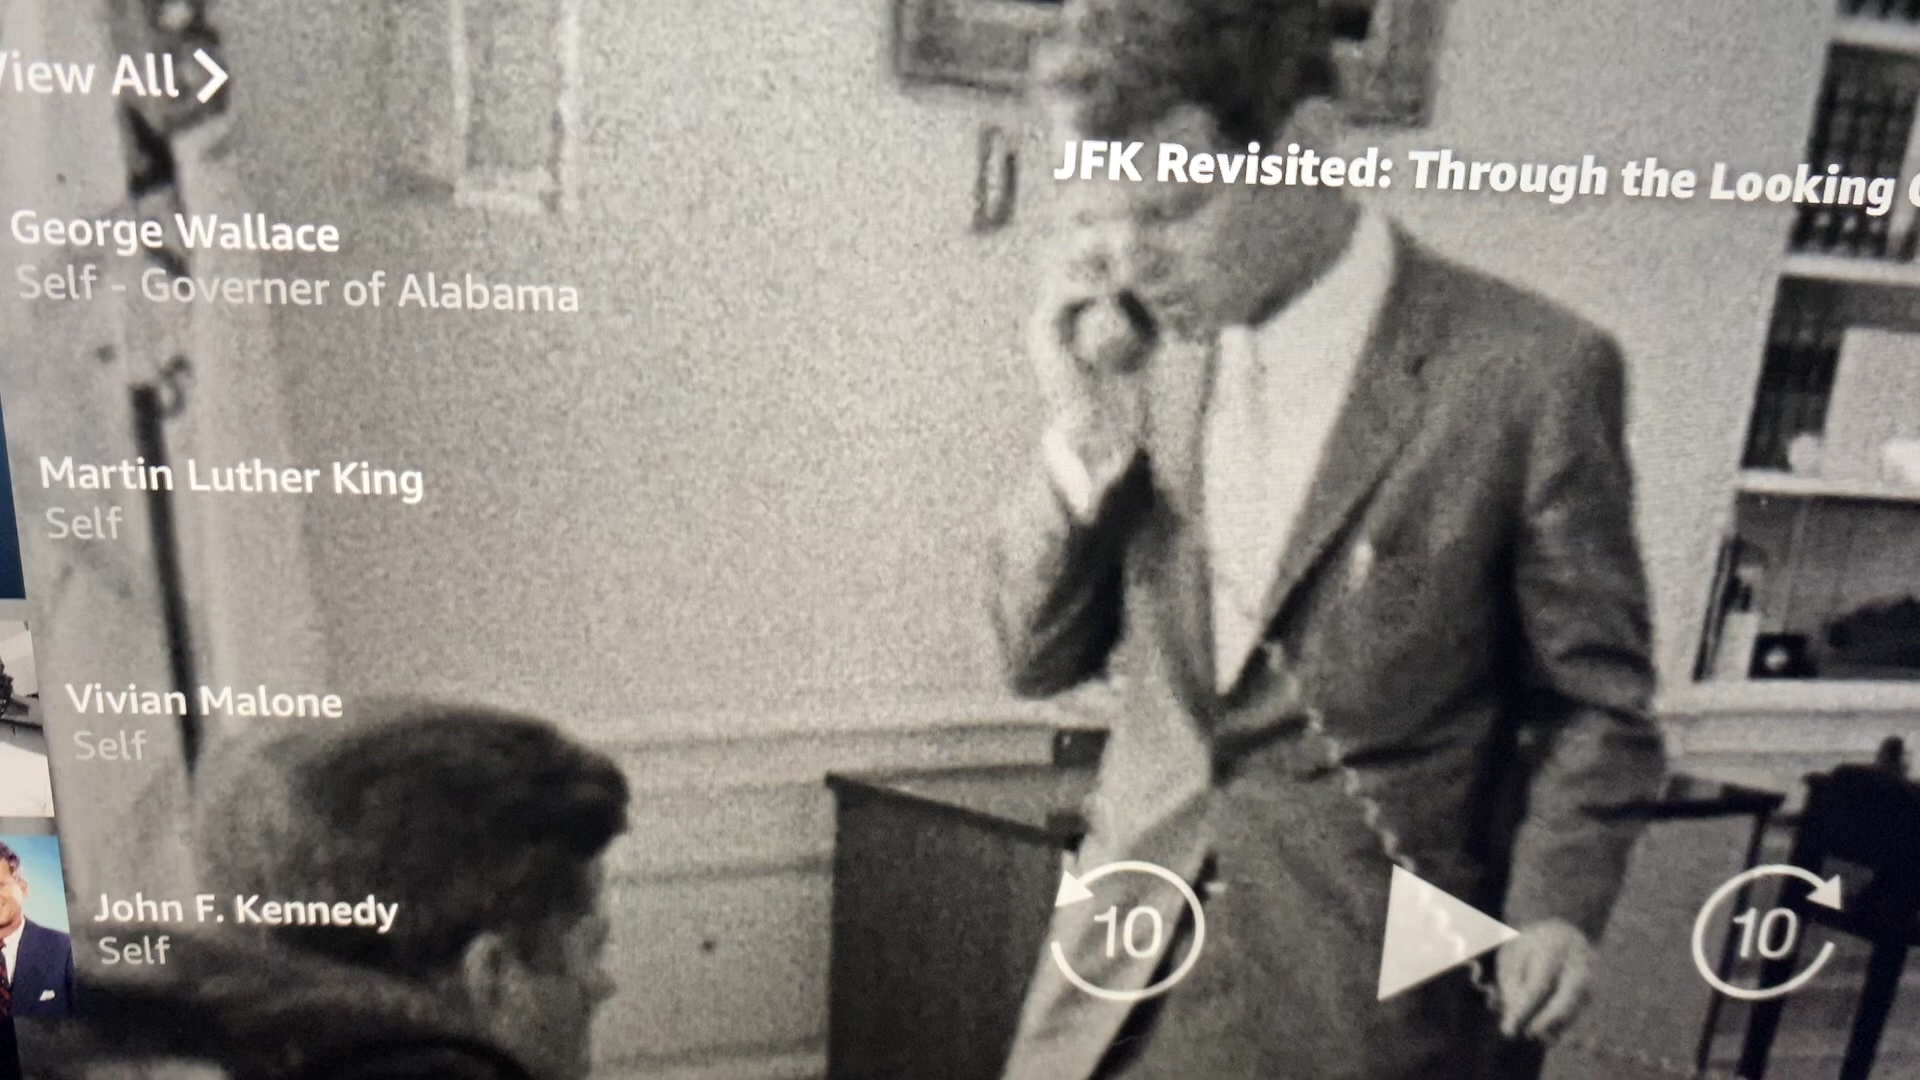 View All
JFK Revisited: Through the Looking
George Wallace
Self - Governer of Alabama
Martin Luther King
Self
Vivian Malone
Self
John F. Kennedy
Self
10
10